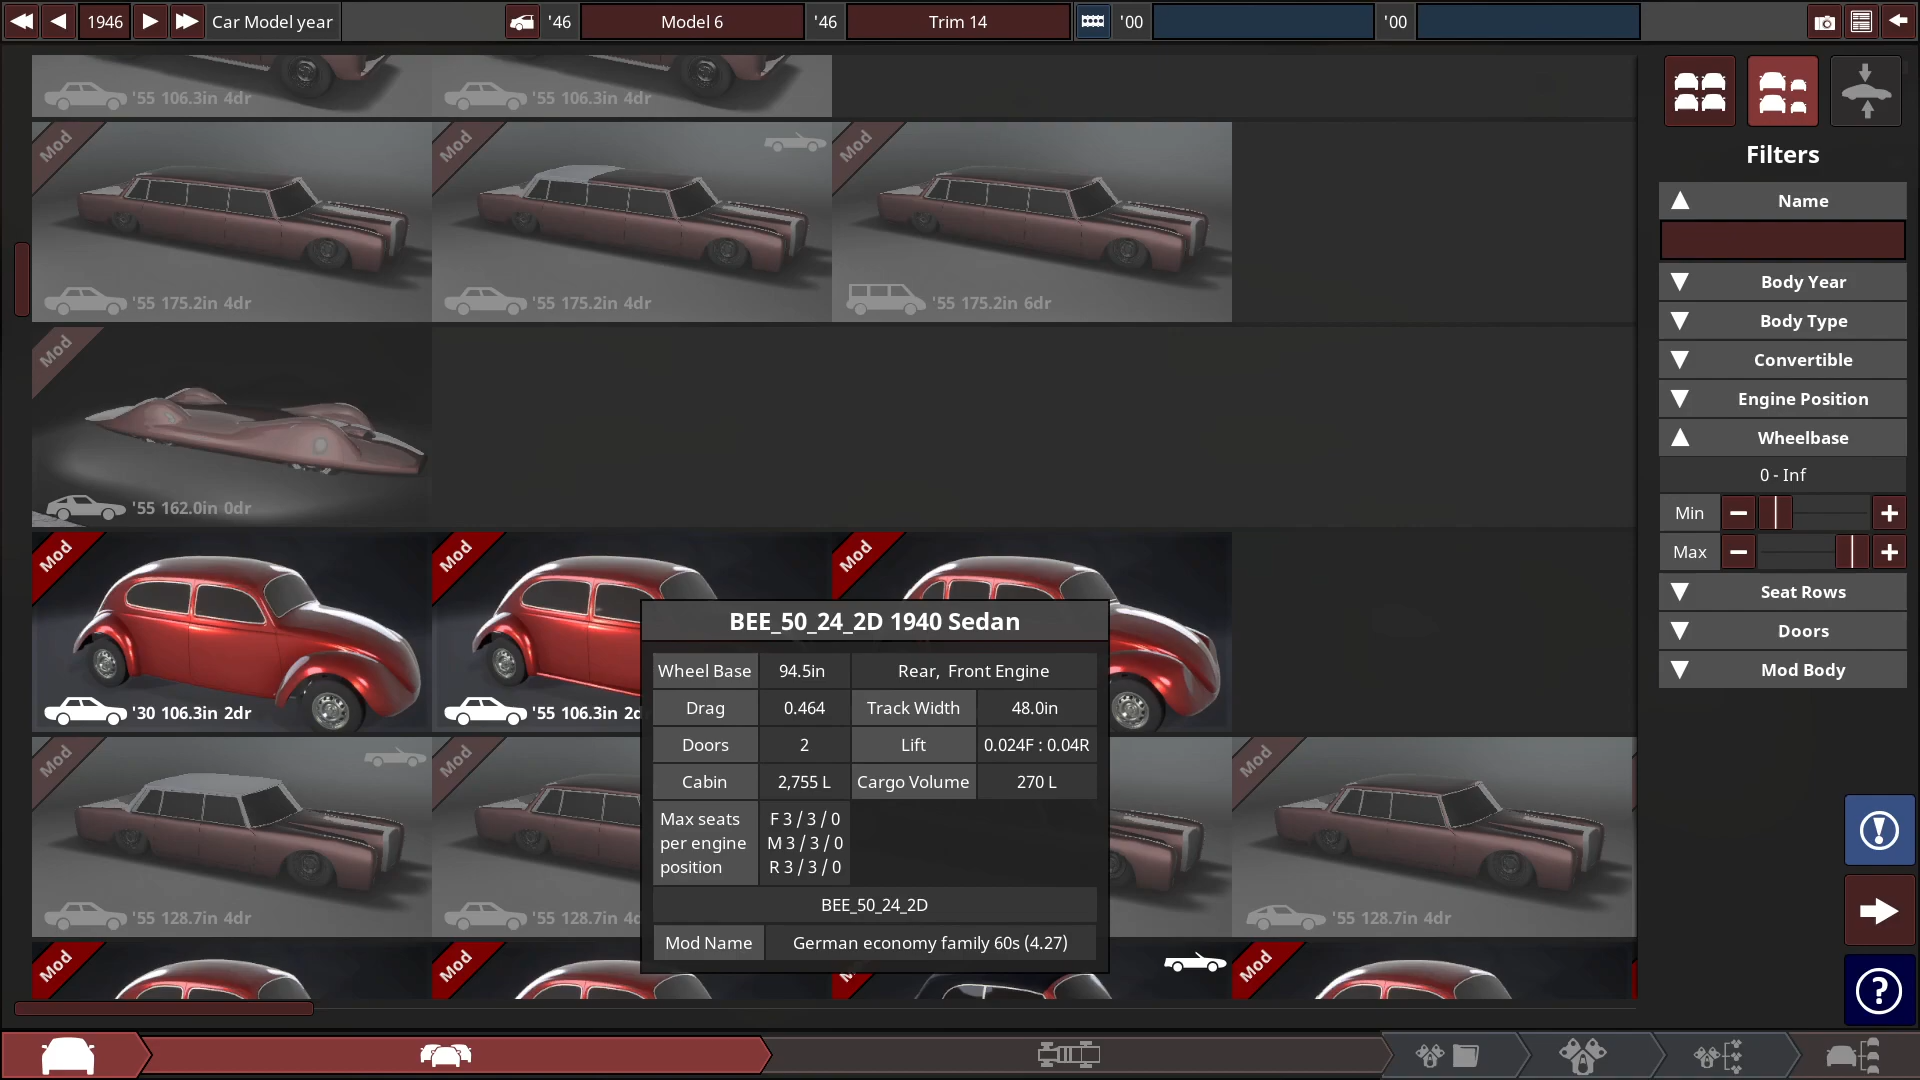 1946
Car Model year
'46
Model 6
'46
Trim 14
'00
'00
'55 106.3in 4dr
'55 106.3in 4dr
Filters
Name
Body Year
Body Type
Convertible
Engine Position
Wheelbase
0 - Inf
Min
Max
Seat Rows
Doors
Mod Body
Mod
'55 175.2in 4dr
Mod
'55 175.2in 4dr
Mod
'55 175.2in 6dr
Mod
'55 162.0in 0dr
Mod
'30 106.3in 2dr
Mod
'55 106.3in 2d
Mod
BEE_50_24_2D 1940 Sedan
Wheel Base 94.5in Rear, Front Engine
Drag 0.464 Track Width 48.0in
Doors 2 Lift 0.024F : 0.04R
Cabin 2,755 L Cargo Volume 270 L
Max seats per engine position
F 3 / 3 / 0
M 3 / 3 / 0
R 3 / 3 / 0
BEE_50_24_2D
Mod Name German economy family 60s (4.27)
Mod
'55 128.7in 4dr
Mod
'55 128.7in 4d
Mod
'55 128.7in 4dr
Mod
Mod
Mod